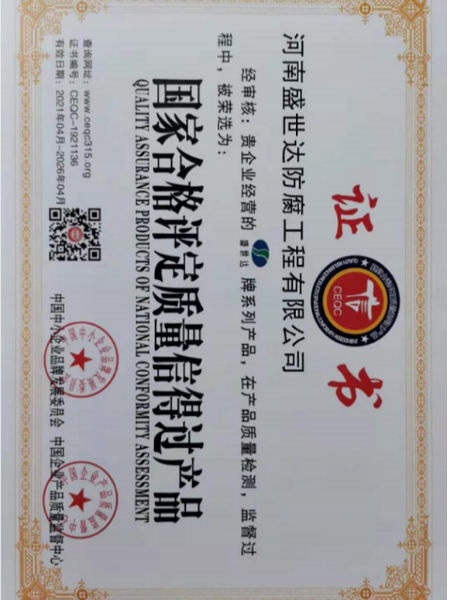 证书
CEQC
河南盛世达防腐工程有限公司
经审核：贵企业经营的 盛世达 牌系列产品，在产品质量检测，监督过
程中，被荣选为：
国家合格评定质量信得过产品
QUALITY ASSURANCE PRODUCTS OF NATIONAL CONFORMITY ASSESSMENT
查询网址：www.ceqc315.org
证书编号：CEQC-1921136
有效日期：2021年04月-2026年04月
中国中小企业品牌发展委员会 中国企业产品质量监督中心